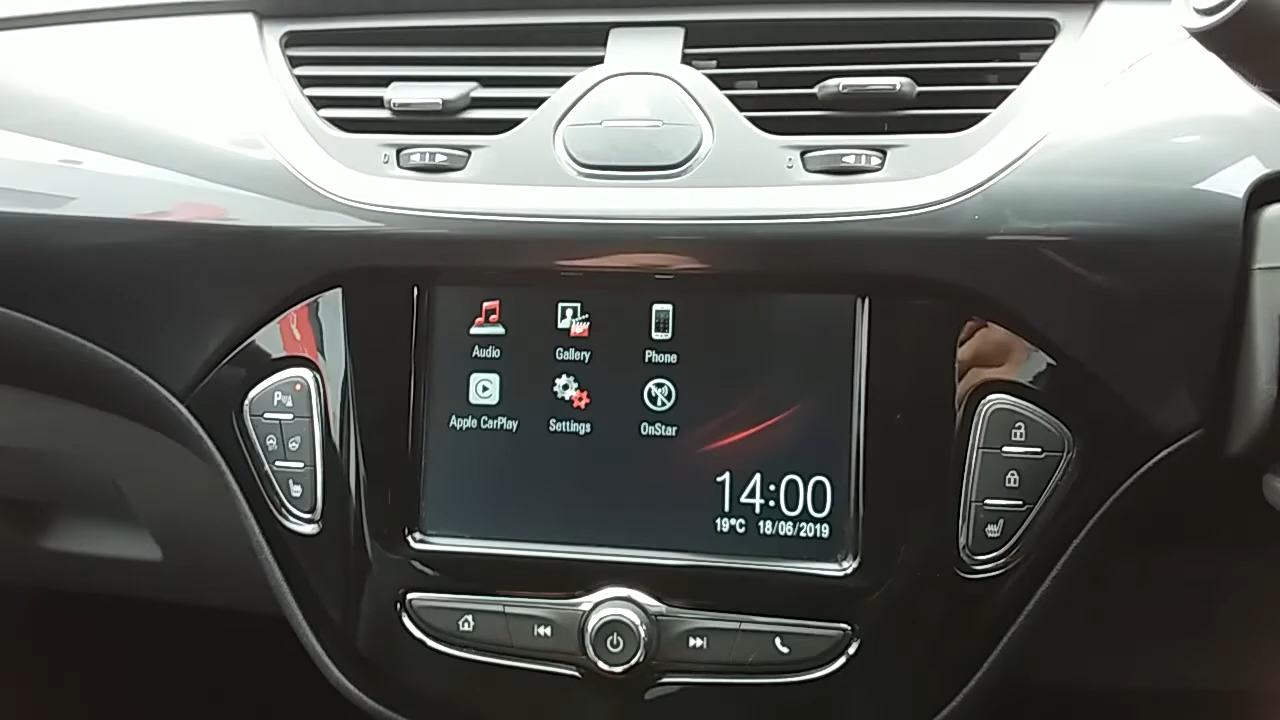 Audio
Gallery
Phone
Apple CarPlay
Settings
OnStar
14:00
19°C 18/06/2019
P